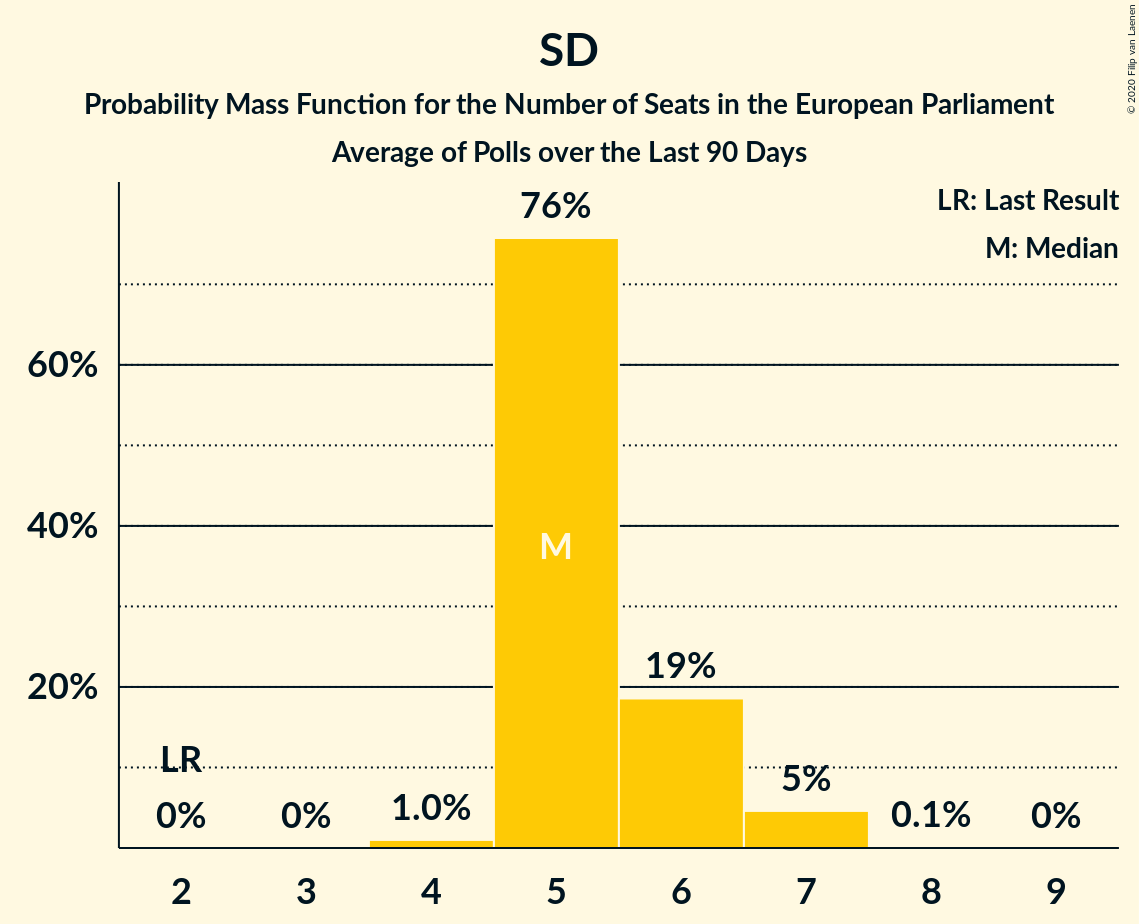 SD
Probability Mass Function for the Number of Seats in the European Parliament
Average of Polls over the Last 90 Days
© 2020 Filip van Laenen
LR: Last Result
M: Median
76%
60%
40%
M
19%
20%
LR
5%
0%
0%
1.0%
0.1%
0%
2 3 4 5 6 7 8 9